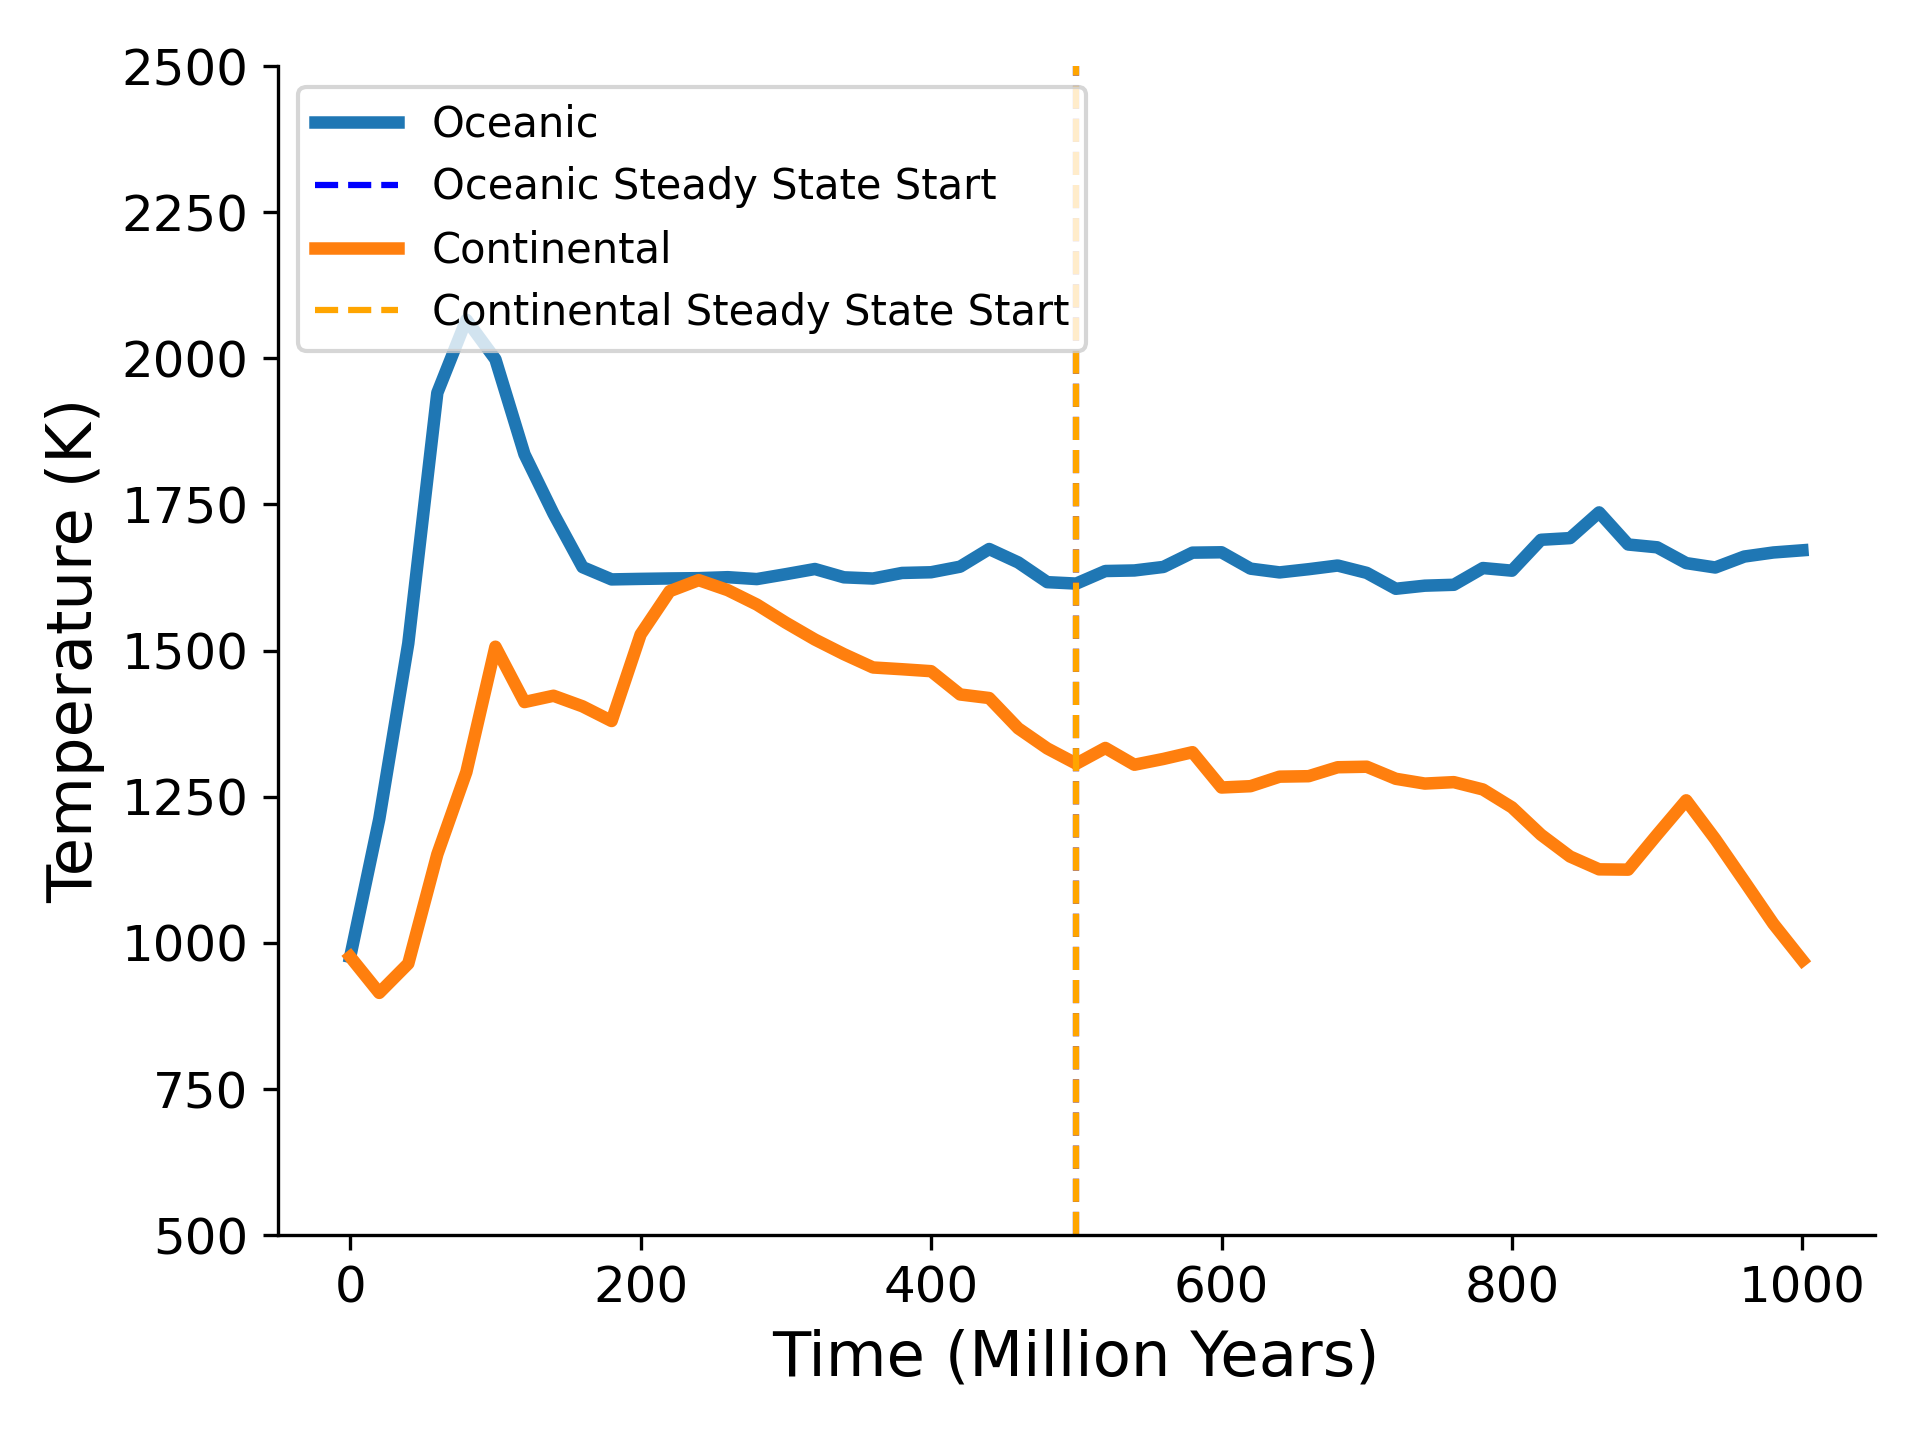 2500
2250
2000
1750
1500
1250
1000
750
500
Temperature (K)
Oceanic
Oceanic Steady State Start
Continental
Continental Steady State Start
0 200 400 600 800 1000
Time (Million Years)